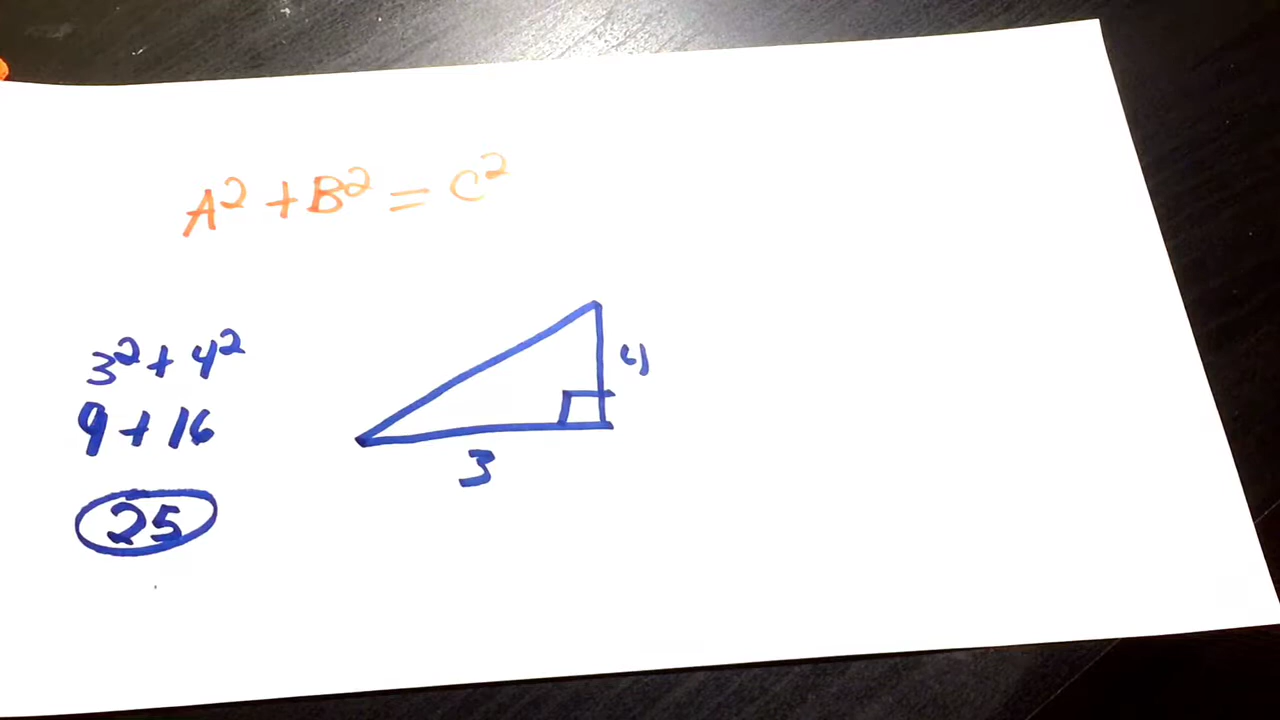 A² + B² = C²
3² + 4²
9 + 16
25
4
3